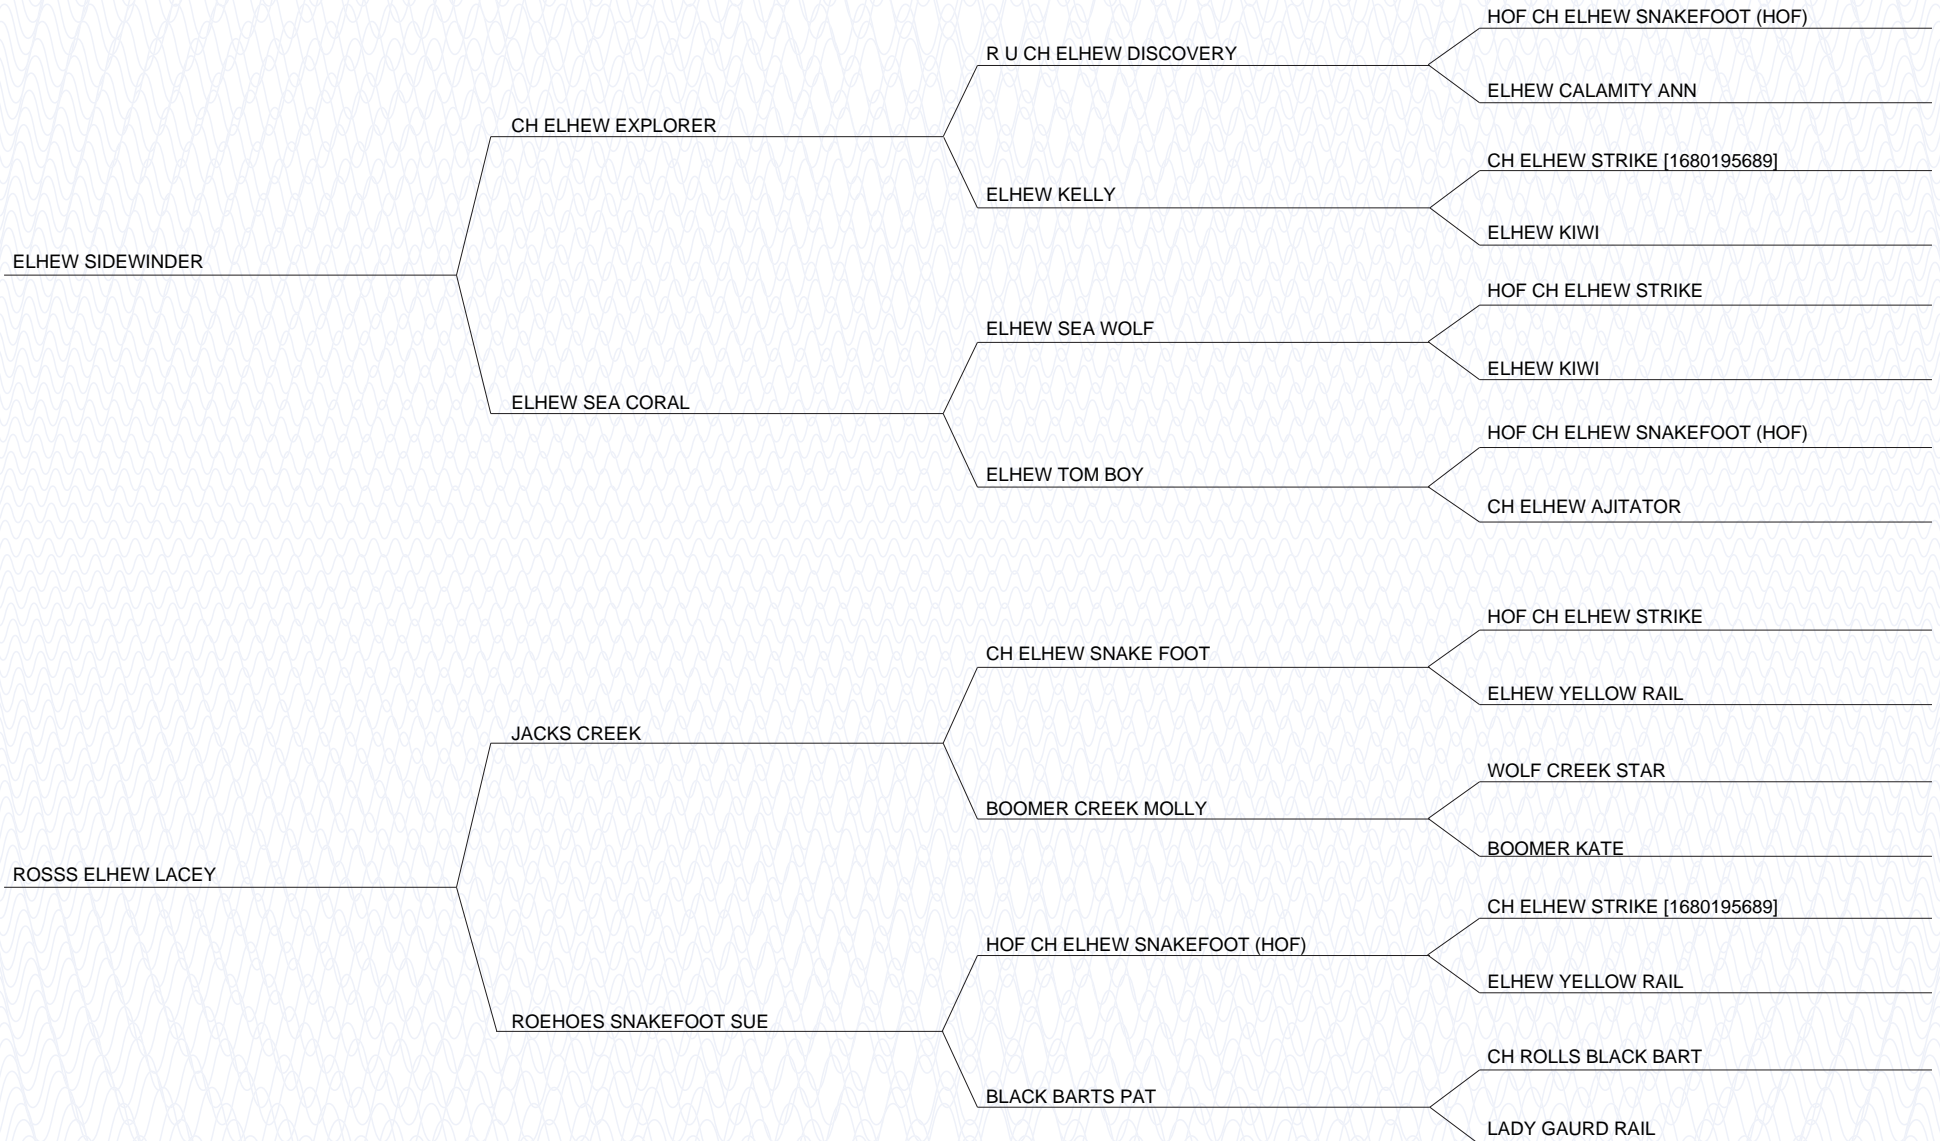 HOF CH ELHEW SNAKEFOOT (HOF)
R U CH ELHEW DISCOVERY
ELHEW CALAMITY ANN
CH ELHEW EXPLORER
CH ELHEW STRIKE [1680195689]
ELHEW KELLY
ELHEW KIWI
ELHEW SIDEWINDER
HOF CH ELHEW STRIKE
ELHEW SEA WOLF
ELHEW KIWI
ELHEW SEA CORAL
HOF CH ELHEW SNAKEFOOT (HOF)
ELHEW TOM BOY
CH ELHEW AJITATOR
HOF CH ELHEW STRIKE
CH ELHEW SNAKE FOOT
ELHEW YELLOW RAIL
JACKS CREEK
WOLF CREEK STAR
BOOMER CREEK MOLLY
BOOMER KATE
ROSSS ELHEW LACEY
CH ELHEW STRIKE [1680195689]
HOF CH ELHEW SNAKEFOOT (HOF)
ELHEW YELLOW RAIL
ROEHOES SNAKEFOOT SUE
CH ROLLS BLACK BART
BLACK BARTS PAT
LADY GAURD RAIL